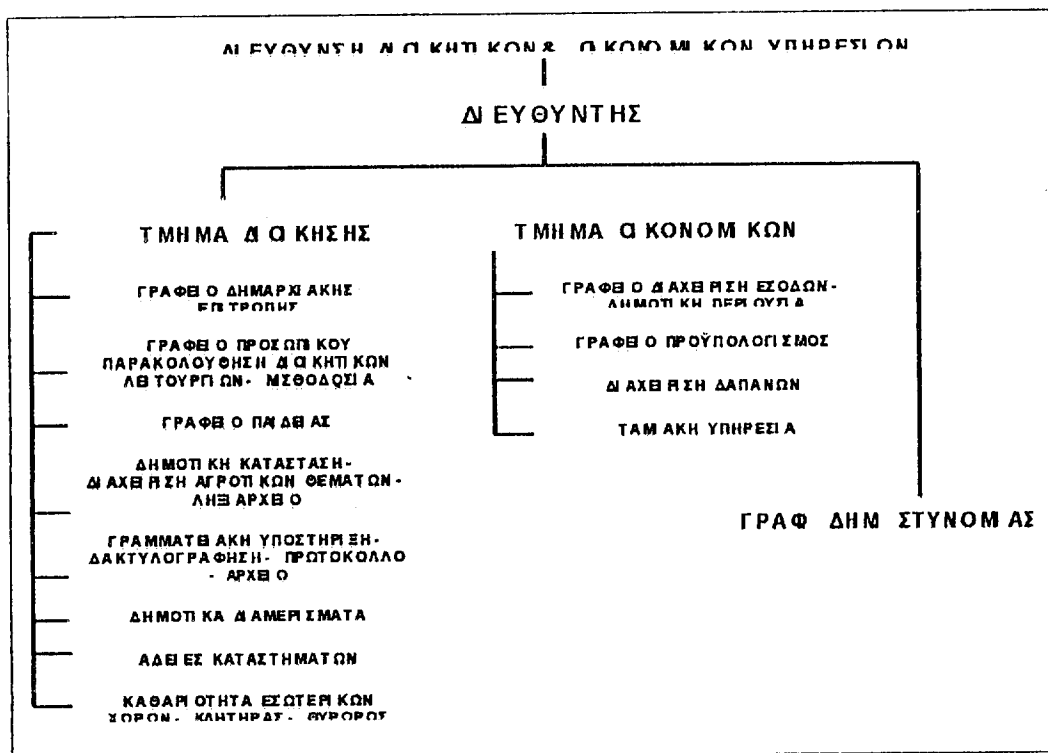 ΔΙΕΥΘΥΝΣΗ ΔΙΟΙΚΗΤΙΚΩΝ & ΟΙΚΟΝΟΜΙΚΩΝ ΥΠΗΡΕΣΙΩΝ
ΔΙΕΥΘΥΝΤΗΣ
ΤΜΗΜΑ ΔΙΟΙΚΗΣΗΣ
ΓΡΑΦΕΙΟ ΔΗΜΑΡΧΙΑΚΗΣ
ΕΠΙΤΡΟΠΗΣ
ΓΡΑΦΕΙΟ ΠΡΟΣΩΠΙΚΟΥ
ΠΑΡΑΚΟΛΟΥΘΗΣΗ ΔΙΟΙΚΗΤΙΚΩΝ
ΛΕΙΤΟΥΡΓΙΩΝ- ΜΙΣΘΟΔΟΣΙΑ
ΓΡΑΦΕΙΟ ΠΑΙΔΕΙΑΣ
ΔΗΜΟΤΙΚΗ ΚΑΤΑΣΤΑΣΗ-
ΔΙΑΧΕΙΡΙΣΗ ΑΓΡΟΤΙΚΩΝ ΘΕΜΑΤΩΝ-
ΛΗΞΙΑΡΧΕΙΟ
ΓΡΑΜΜΑΤΕΙΑΚΗ ΥΠΟΣΤΗΡΙΞΗ-
ΔΑΚΤΥΛΟΓΡΑΦΗΣΗ- ΠΡΩΤΟΚΟΛΛΟ
- ΑΡΧΕΙΟ
ΔΗΜΟΤΙΚΑ ΔΙΑΜΕΡΙΣΜΑΤΑ
ΑΔΕΙΕΣ ΚΑΤΑΣΤΗΜΑΤΩΝ
ΚΑΘΑΡΙΟΤΗΤΑ ΕΣΩΤΕΡΙΚΩΝ
ΧΩΡΩΝ- ΚΛΗΤΗΡΑΣ- ΘΥΡΩΡΟΣ
ΤΜΗΜΑ ΟΙΚΟΝΟΜΙΚΩΝ
ΓΡΑΦΕΙΟ ΔΙΑΧΕΙΡΙΣΗ ΕΣΟΔΩΝ-
ΔΗΜΟΤΙΚΗ ΠΕΡΙΟΥΣΙΑ
ΓΡΑΦΕΙΟ ΠΡΟΫΠΟΛΟΓΙΣΜΟΣ
ΔΙΑΧΕΙΡΙΣΗ ΔΑΠΑΝΩΝ
ΤΑΜΙΑΚΗ ΥΠΗΡΕΣΙΑ
ΓΡΑΦ ΔΗΜ ΣΤΥΝΟΜΙΑΣ